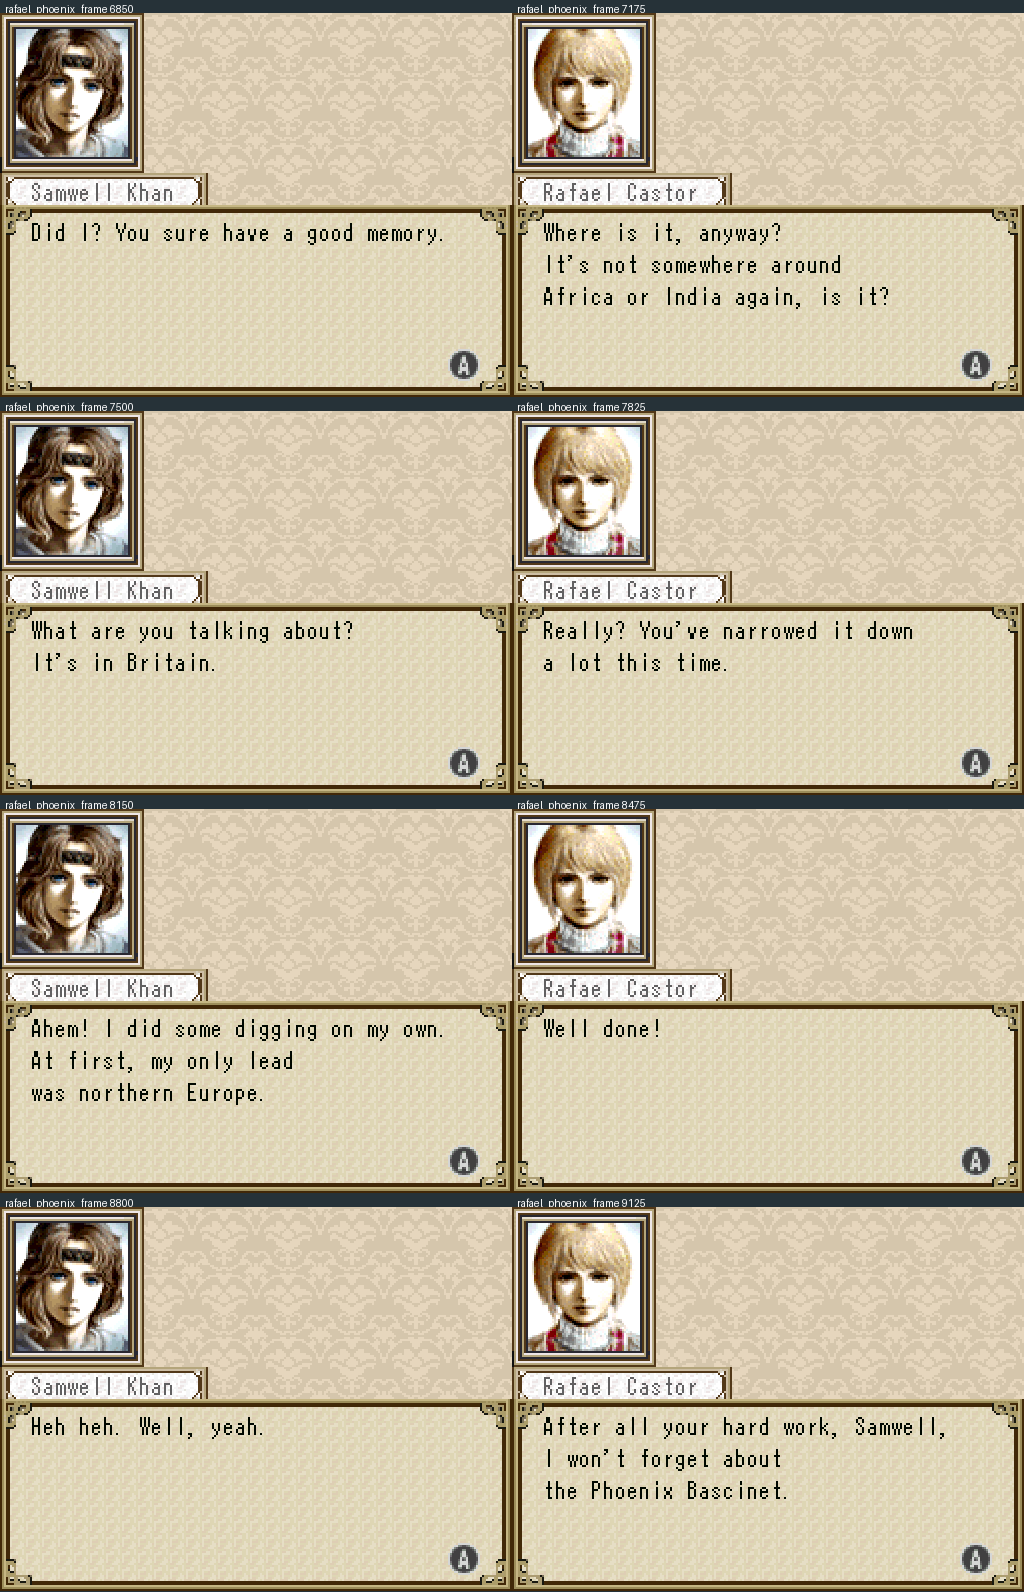 rafael_phoenix_frame 6850
Samwell Khan
Did I? You sure have a good memory.
A
rafael_phoenix_frame 7175
Rafael Castor
Where is it, anyway?
It's not somewhere around
Africa or India again, is it?
A
rafael_phoenix_frame 7500
Samwell Khan
What are you talking about?
It's in Britain.
A
rafael_phoenix_frame 7825
Rafael Castor
Really? You've narrowed it down
a lot this time.
A
rafael_phoenix_frame 8150
Samwell Khan
Ahem! I did some digging on my own.
At first, my only lead
was northern Europe.
A
rafael_phoenix_frame 8475
Rafael Castor
Well done!
A
rafael_phoenix_frame 8800
Samwell Khan
Heh heh. Well, yeah.
A
rafael_phoenix_frame 9125
Rafael Castor
After all your hard work, Samwell,
I won't forget about
the Phoenix Bascinet.
A